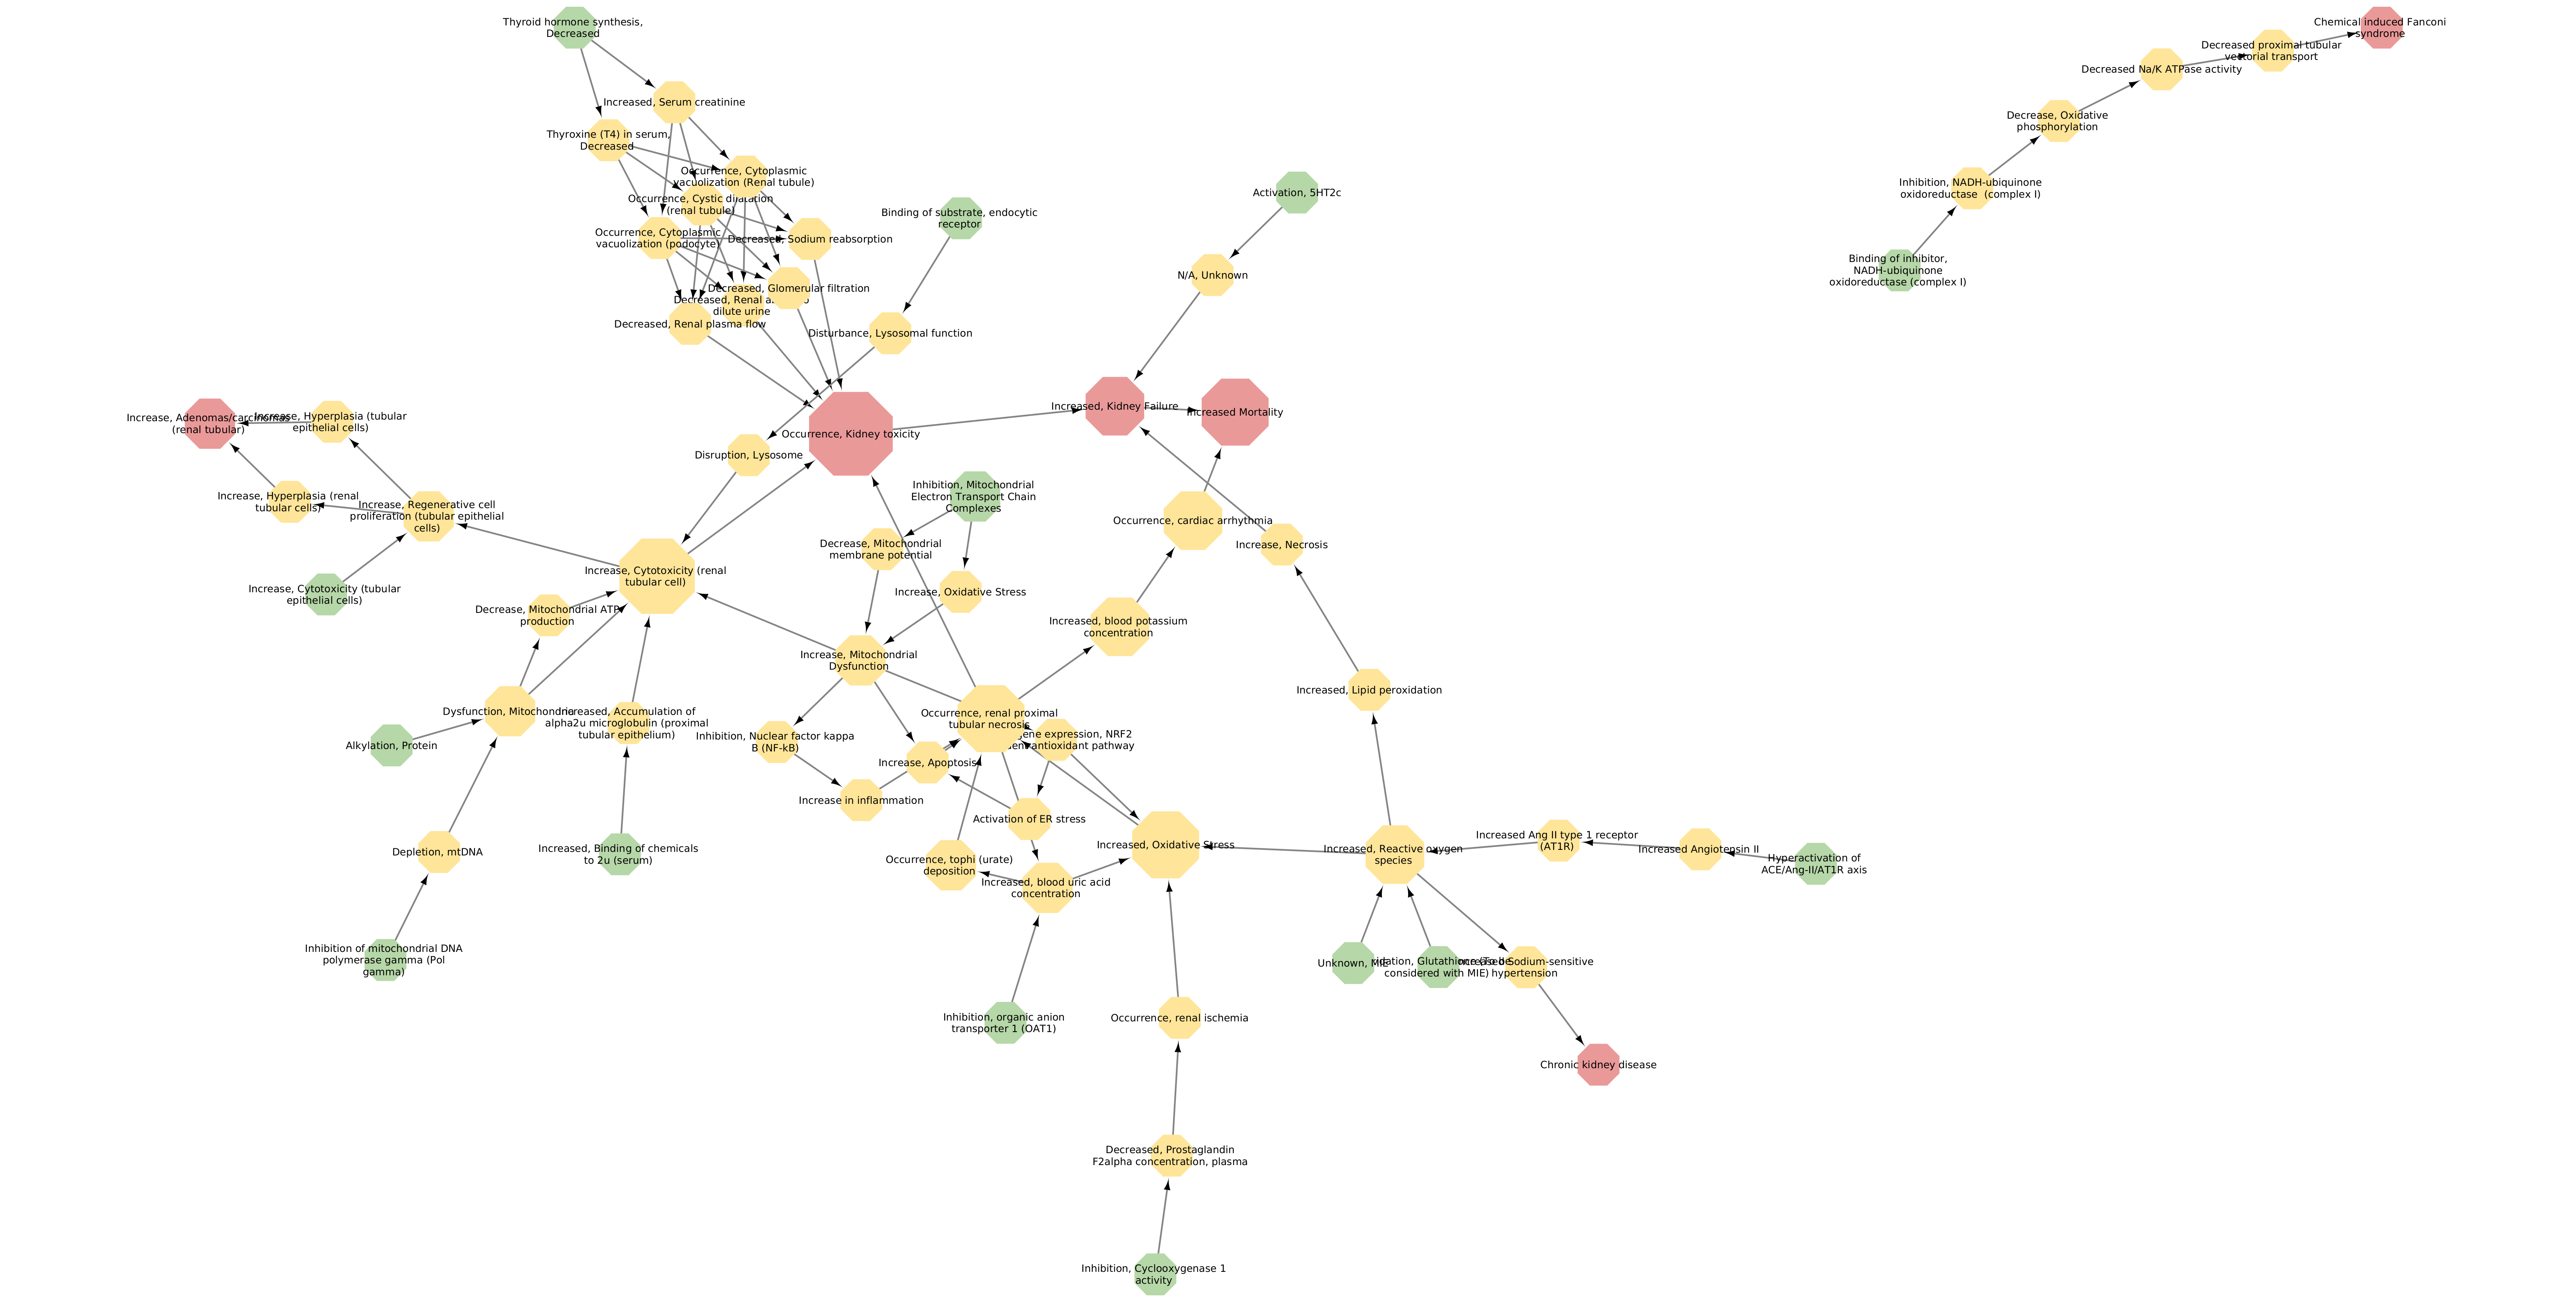 Thyroid hormone synthesis,
Decreased
Chemical induced Fanconi
syndrome
Decreased proximal tubular
vectorial transport
Decreased Na/K ATPase activity
Increased, Serum creatinine
Decrease, Oxidative
phosphorylation
Thyroxine (T4) in serum,
Decreased
Occurrence, Cytoplasmic
vacuolization (Renal tubule)
Inhibition, NADH-ubiquinone
oxidoreductase (complex I)
Activation, 5HT2c
Occurrence, Cystic dilatation
(renal tubule)
Binding of substrate, endocytic
receptor
Occurrence, Cytoplasmic
vacuolization (podocyte)
Decreased, Sodium reabsorption
Binding of inhibitor,
NADH-ubiquinone
oxidoreductase (complex I)
N/A, Unknown
Decreased, Glomerular filtration
Decreased, Renal
dilute urine
Decreased, Renal plasma flow
Disturbance, Lysosomal function
Increased, Kidney Failure
Increased Mortality
Increase, Adenomas/carcinomas
(renal tubular)
Increase, Hyperplasia (tubular
epithelial cells)
Occurrence, Kidney toxicity
Disruption, Lysosome
Inhibition, Mitochondrial
Electron Transport Chain
Complexes
Increase, Hyperplasia (renal
tubular cells)
Increase, Regenerative cell
proliferation (tubular epithelial
cells)
Occurrence, cardiac arrhythmia
Increase, Necrosis
Decrease, Mitochondrial
membrane potential
Increase, Cytotoxicity (renal
tubular cell)
Increase, Cytotoxicity (tubular
epithelial cells)
Increase, Oxidative Stress
Decrease, Mitochondrial ATP
production
Increased, blood potassium
concentration
Increase, Mitochondrial
Dysfunction
Increased, Lipid peroxidation
Dysfunction, Mitochondria
Increased, Accumulation of
alpha2u microglobulin (proximal
tubular epithelium)
Occurrence, renal proximal
tubular necrosis
gene expression, NRF2
antioxidant pathway
Alkylation, Protein
Inhibition, Nuclear factor kappa
B (NF-kB)
Increase, Apoptosis
Increase in inflammation
Activation of ER stress
Increased, Oxidative Stress
Increased, Reactive oxygen
species
Increased Ang II type 1 receptor
(AT1R)
Increased Angiotensin II
Hyperactivation of
ACE/Ang-II/AT1R axis
Depletion, mtDNA
Increased, Binding of chemicals
to 2u (serum)
Occurrence, tophi (urate)
deposition
Increased, blood uric acid
concentration
Inhibition of mitochondrial DNA
polymerase gamma (Pol
gamma)
Unknown, MIE
Glutathione (To be
considered with MIE)
Increased Sodium-sensitive
hypertension
Inhibition, organic anion
transporter 1 (OAT1)
Occurrence, renal ischemia
Chronic kidney disease
Decreased, Prostaglandin
F2alpha concentration, plasma
Inhibition, Cyclooxygenase 1
activity